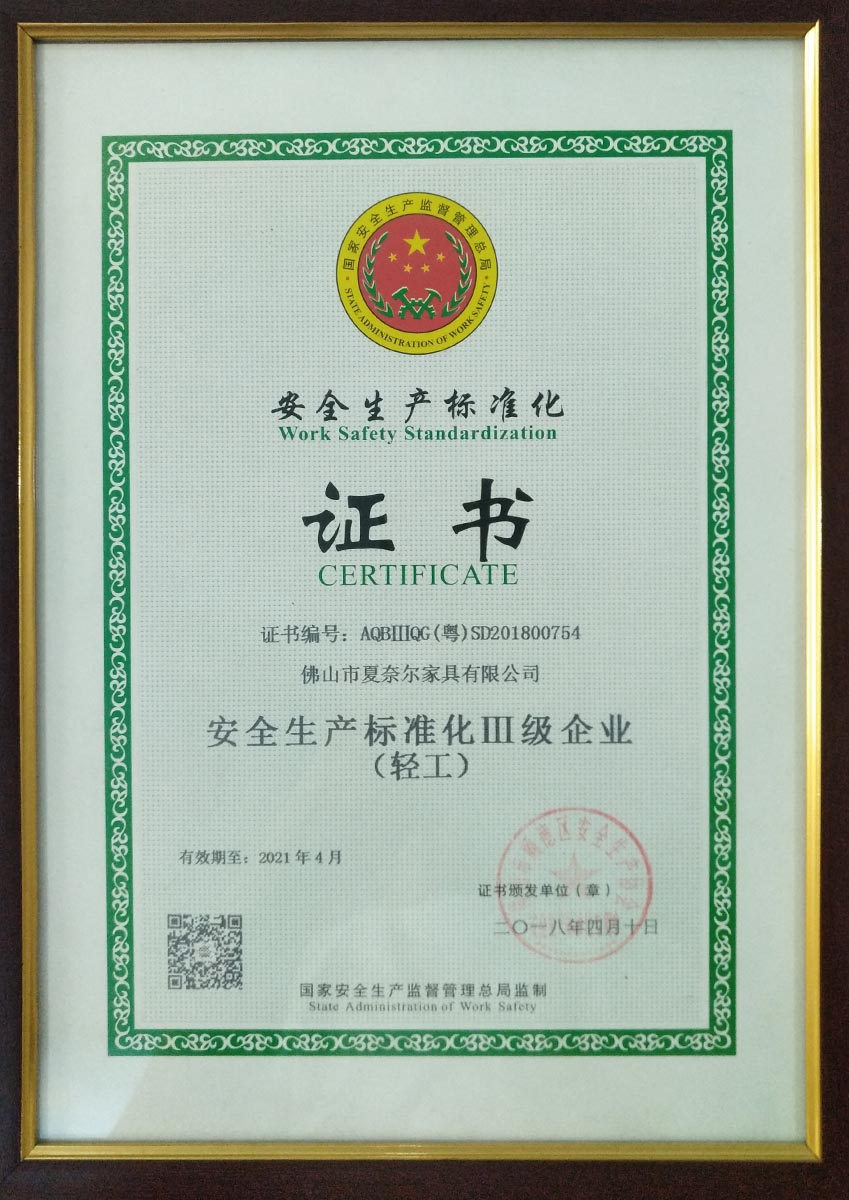 国家安全生产监督管理总局
STATE ADMINISTRATION OF WORK SAFETY
安全生产标准化
Work Safety Standardization
证书
CERTIFICATE
证书编号：AQBⅢQG(粤)SD201800754
佛山市夏奈尔家具有限公司
安全生产标准化Ⅲ级企业
（轻工）
有效期至：2021年4月
证书颁发单位（章）
二〇一八年四月十日
国家安全生产监督管理总局监制
State Administration of Work Safety